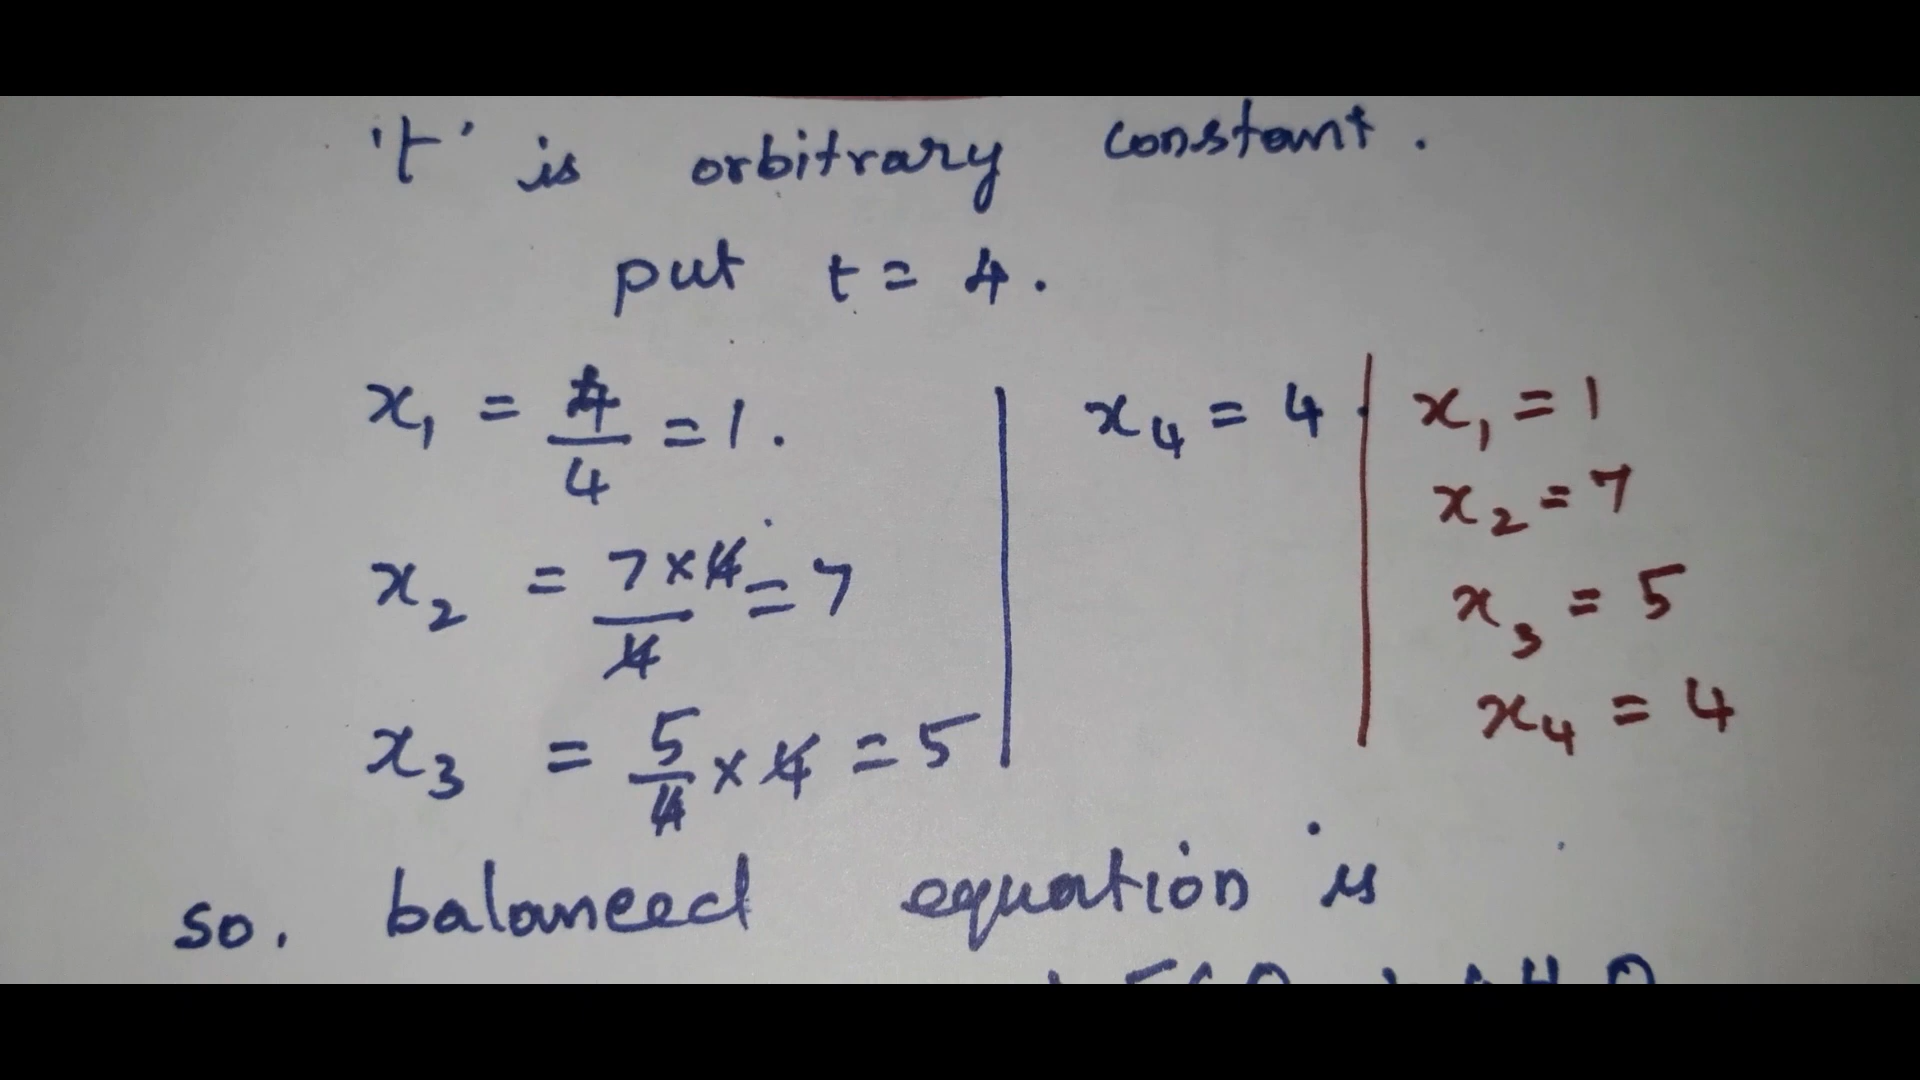 't' is orbitrary constant.
put t = 4.
x₁ = 4/4 = 1.
x₂ = 7×4/4 = 7
x₃ = 5/4 × 4 = 5
x₄ = 4.
x₁ = 1
x₂ = 7
x₃ = 5
x₄ = 4
so. balanced equation is